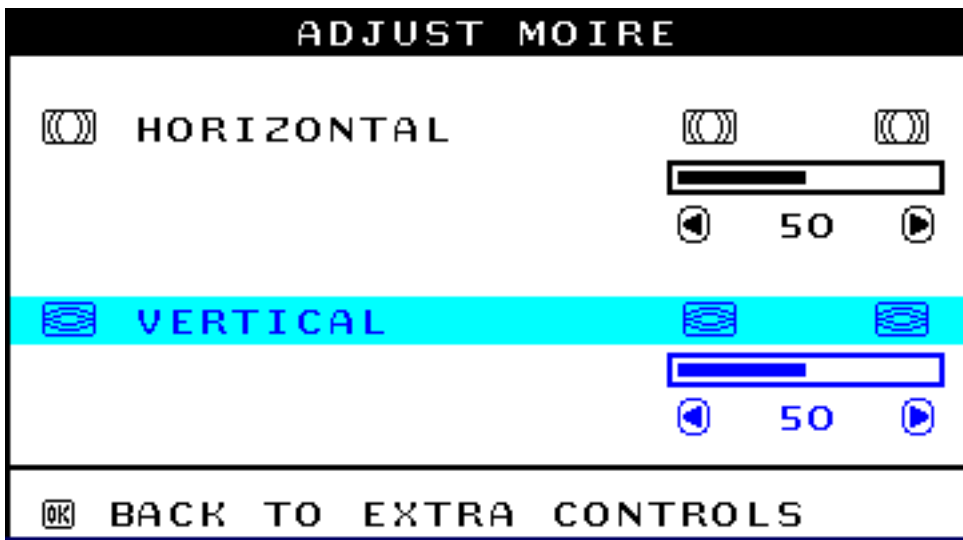 ADJUST MOIRE
HORIZONTAL
50
VERTICAL
50
OK BACK TO EXTRA CONTROLS